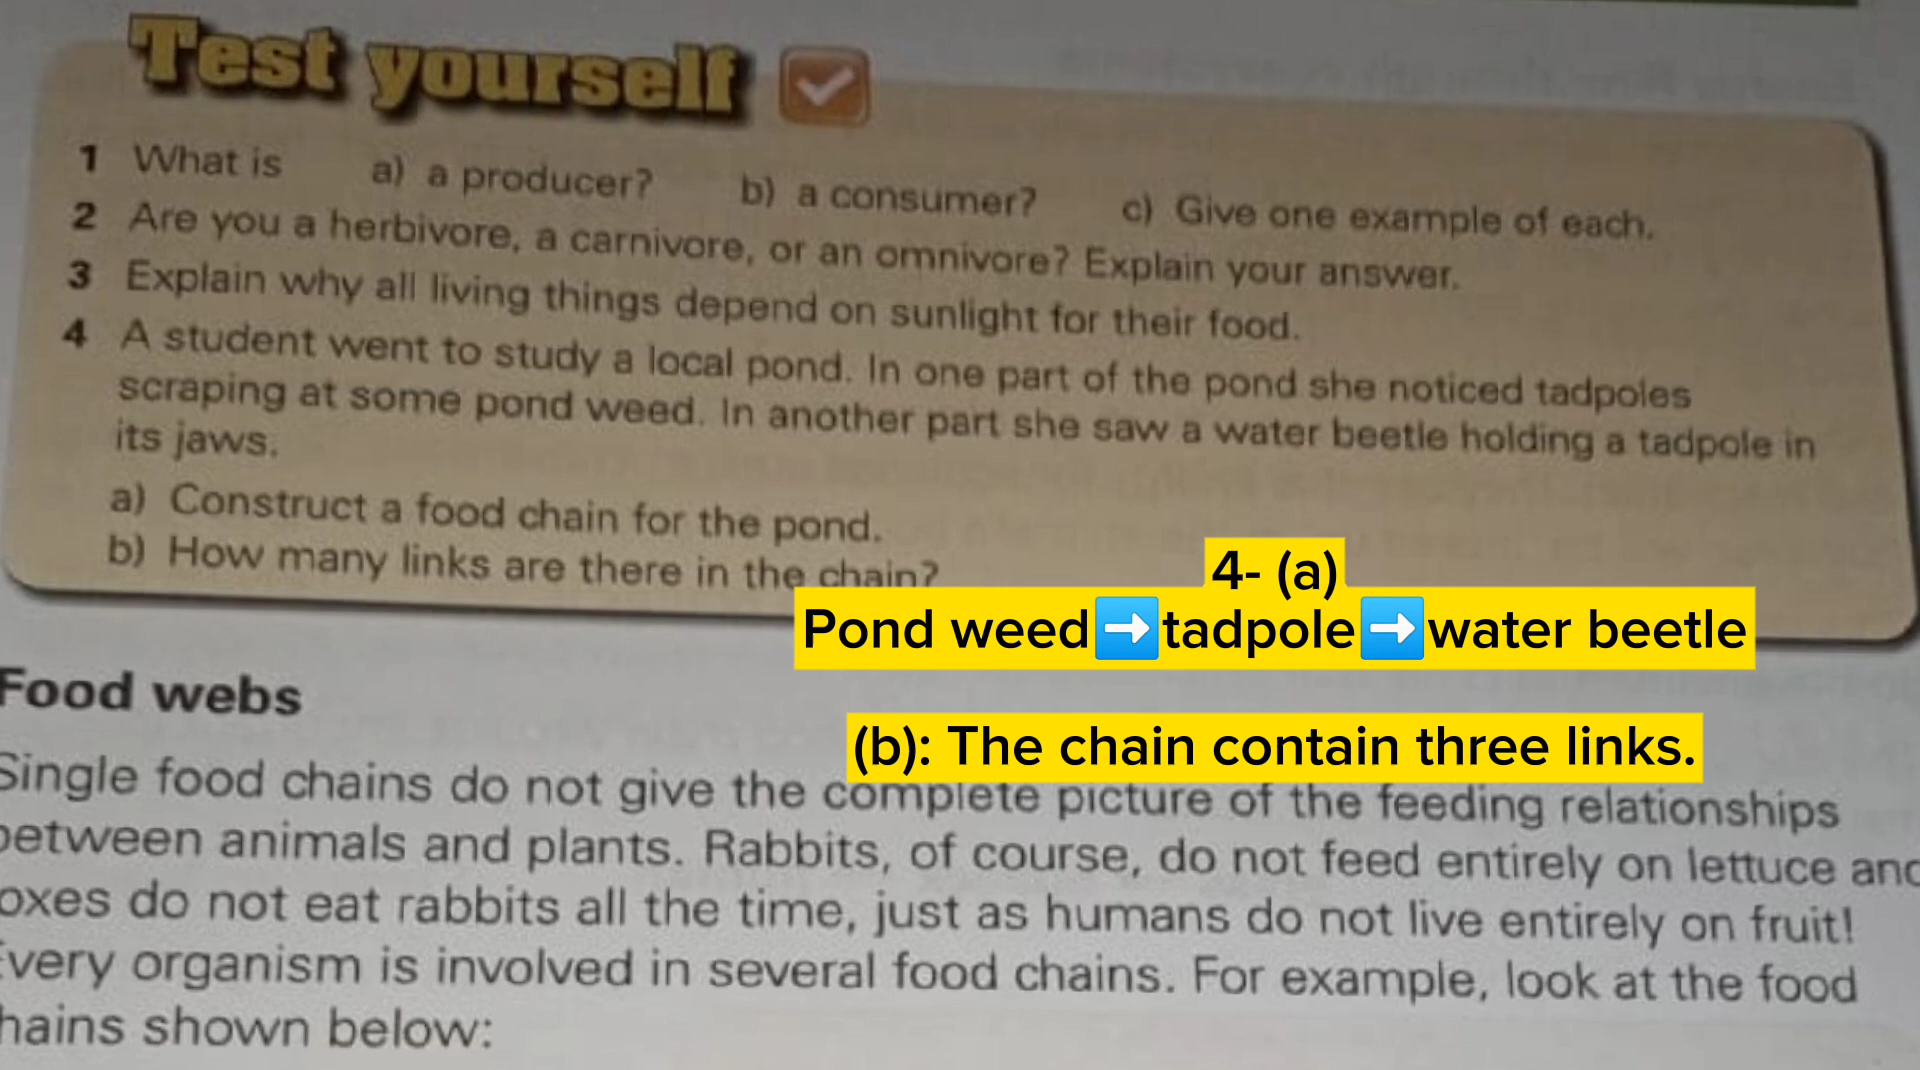 Test yourself
1 What is a) a producer? b) a consumer? c) Give one example of each.
2 Are you a herbivore, a carnivore, or an omnivore? Explain your answer.
3 Explain why all living things depend on sunlight for their food.
4 A student went to study a local pond. In one part of the pond she noticed tadpoles
scraping at some pond weed. In another part she saw a water beetle holding a tadpole in
its jaws.
a) Construct a food chain for the pond.
b) How many links are there in the chain?
4- (a)
Pond weed➡tadpole➡water beetle
(b): The chain contain three links.
Food webs
Single food chains do not give the complete picture of the feeding relationships
between animals and plants. Rabbits, of course, do not feed entirely on lettuce and
oxes do not eat rabbits all the time, just as humans do not live entirely on fruit!
Every organism is involved in several food chains. For example, look at the food
hains shown below: